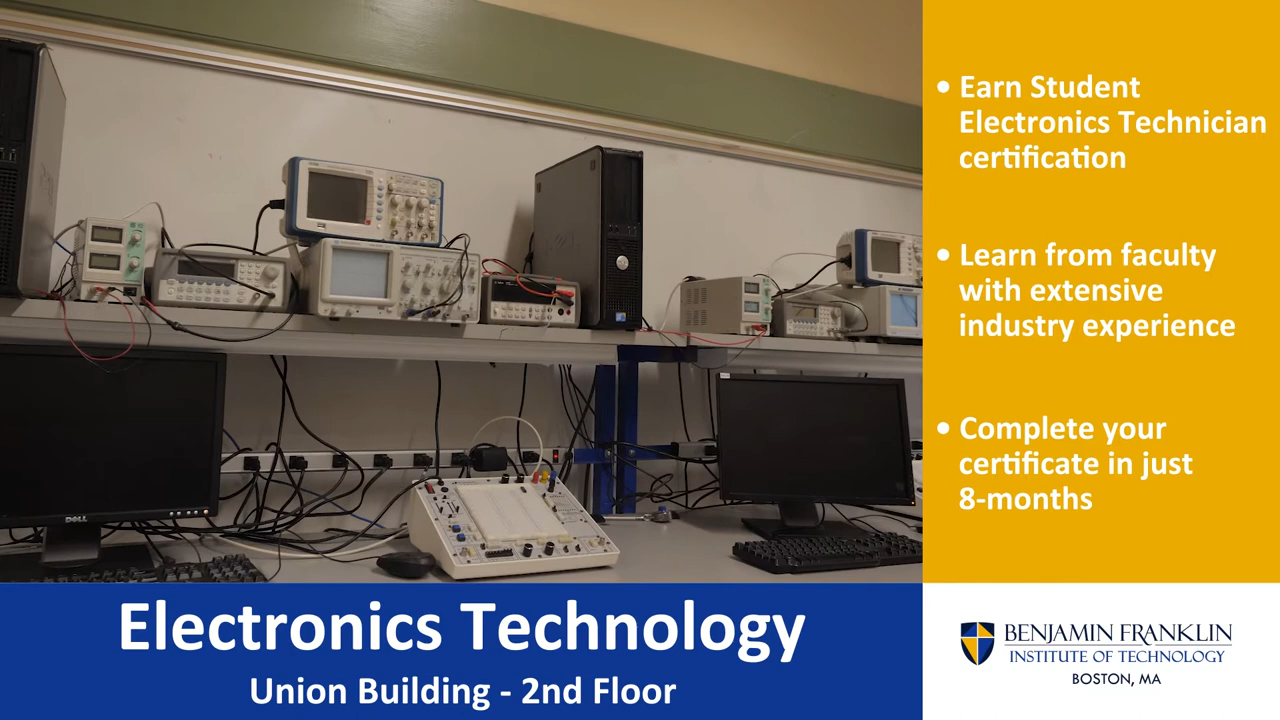 • Earn Student
Electronics Technician
certification
• Learn from faculty
with extensive
industry experience
• Complete your
certificate in just
8-months
DELL
Electronics Technology
Union Building - 2nd Floor
BENJAMIN FRANKLIN
INSTITUTE OF TECHNOLOGY
BOSTON, MA